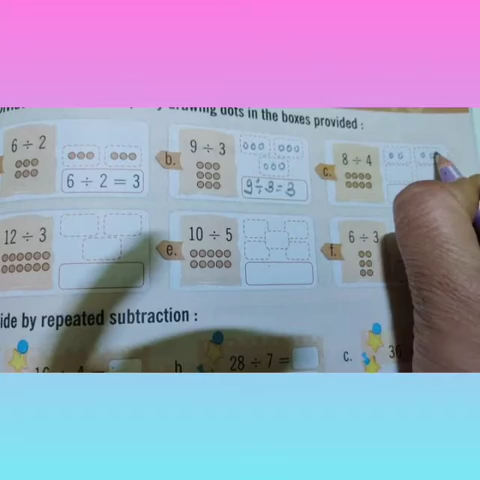 drawing dots in the boxes provided :
6 ÷ 2
6 ÷ 2 = 3
b.
9 ÷ 3
9 ÷ 3 = 3
c.
8 ÷ 4
12 ÷ 3
e.
10 ÷ 5
f.
6 ÷ 3
ide by repeated subtraction :
h
28 ÷ 7 =
c.